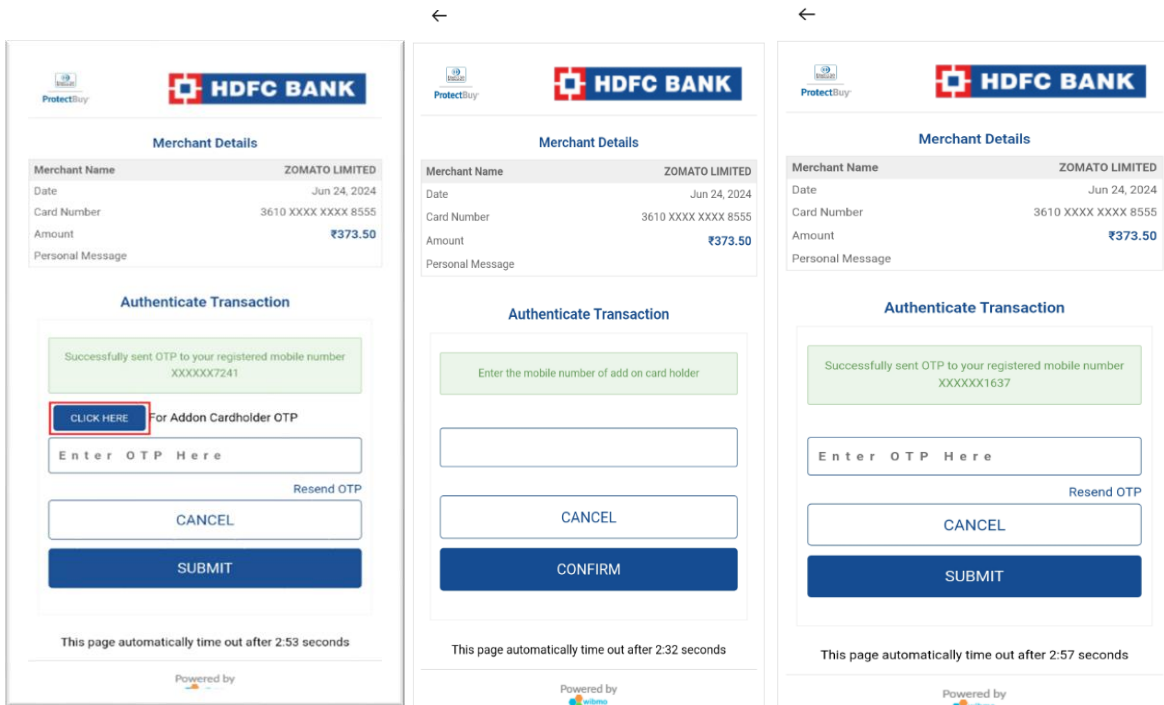 ProtectBuy
HDFC BANK
Merchant Details
Merchant Name ZOMATO LIMITED
Date Jun 24, 2024
Card Number 3610 XXXX XXXX 8555
Amount ₹373.50
Personal Message
Authenticate Transaction
Successfully sent OTP to your registered mobile number
XXXXXX7241
CLICK HERE For Addon Cardholder OTP
Enter OTP Here
Resend OTP
CANCEL
SUBMIT
This page automatically time out after 2:53 seconds
Powered by
ProtectBuy
HDFC BANK
Merchant Details
Merchant Name ZOMATO LIMITED
Date Jun 24, 2024
Card Number 3610 XXXX XXXX 8555
Amount ₹373.50
Personal Message
Authenticate Transaction
Enter the mobile number of add on card holder
CANCEL
CONFIRM
This page automatically time out after 2:32 seconds
Powered by
wibmo
ProtectBuy
HDFC BANK
Merchant Details
Merchant Name ZOMATO LIMITED
Date Jun 24, 2024
Card Number 3610 XXXX XXXX 8555
Amount ₹373.50
Personal Message
Authenticate Transaction
Successfully sent OTP to your registered mobile number
XXXXXX1637
Enter OTP Here
Resend OTP
CANCEL
SUBMIT
This page automatically time out after 2:57 seconds
Powered by